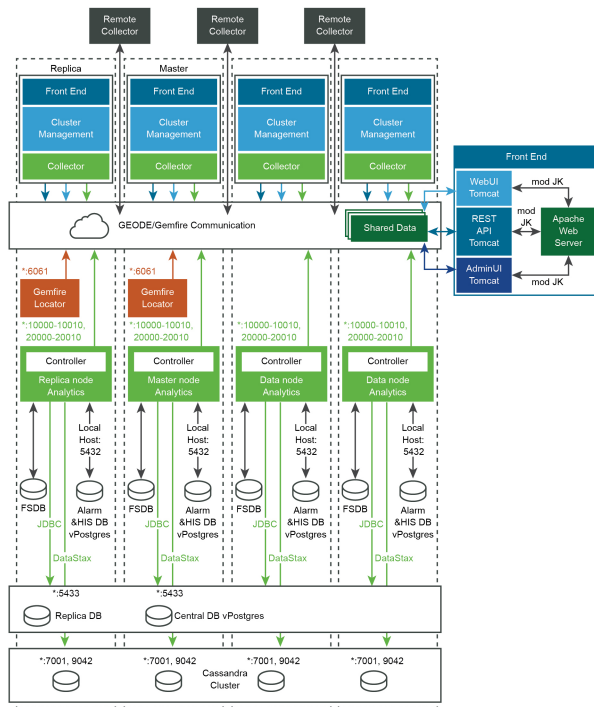 Remote
Collector
Remote
Collector
Remote
Collector
Replica
Master
Front End
Cluster
Management
Collector
Front End
Cluster
Management
Collector
Front End
Cluster
Management
Collector
Front End
Cluster
Management
Collector
GEODE/Gemfire Communication
Shared Data
Front End
WebUI
Tomcat
REST
API
Tomcat
AdminUI
Tomcat
mod JK
mod
JK
mod JK
Apache
Web
Server
*:6061
Gemfire
Locator
*:6061
Gemfire
Locator
*:10000-10010,
20000-20010
*:10000-10010,
20000-20010
*:10000-10010,
20000-20010
*:10000-10010,
20000-20010
Controller
Replica node
Analytics
Controller
Master node
Analytics
Controller
Data node
Analytics
Controller
Data node
Analytics
Local
Host:
5432
Local
Host:
5432
Local
Host:
5432
Local
Host:
5432
FSDB
Alarm
&HIS DB
vPostgres
FSDB
Alarm
&HIS DB
vPostgres
FSDB
Alarm
&HIS DB
vPostgres
FSDB
Alarm
&HIS DB
vPostgres
JDBC
JDBC
JDBC
JDBC
DataStax
DataStax
DataStax
DataStax
*:5433
*:5433
Replica DB
Central DB vPostgres
*:7001, 9042
*:7001, 9042
*:7001, 9042
*:7001, 9042
Cassandra
Cluster